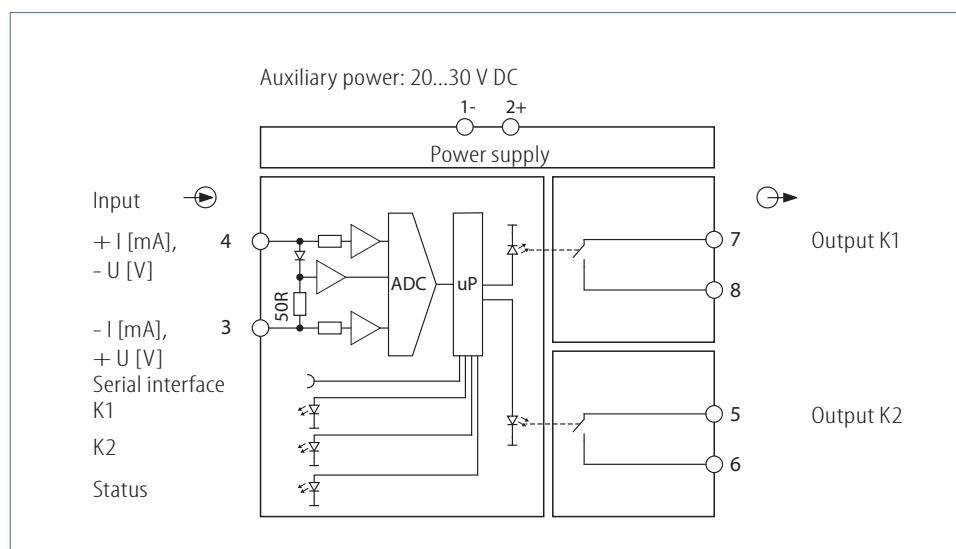 Auxiliary power: 20...30 V DC
1- 2+
Power supply
Input
+ I [mA], 4
- U [V]
50R
ADC
uP
- I [mA], 3
+ U [V]
Serial interface
K1
K2
Status
7 Output K1
8
5 Output K2
6